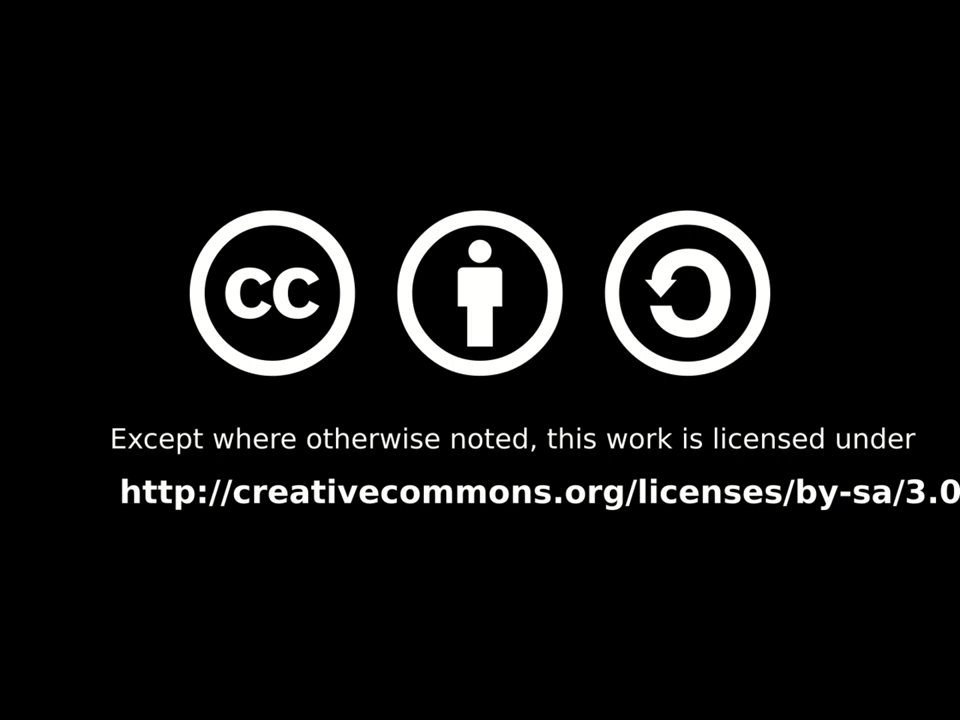 cc
Except where otherwise noted, this work is licensed under
http://creativecommons.org/licenses/by-sa/3.0